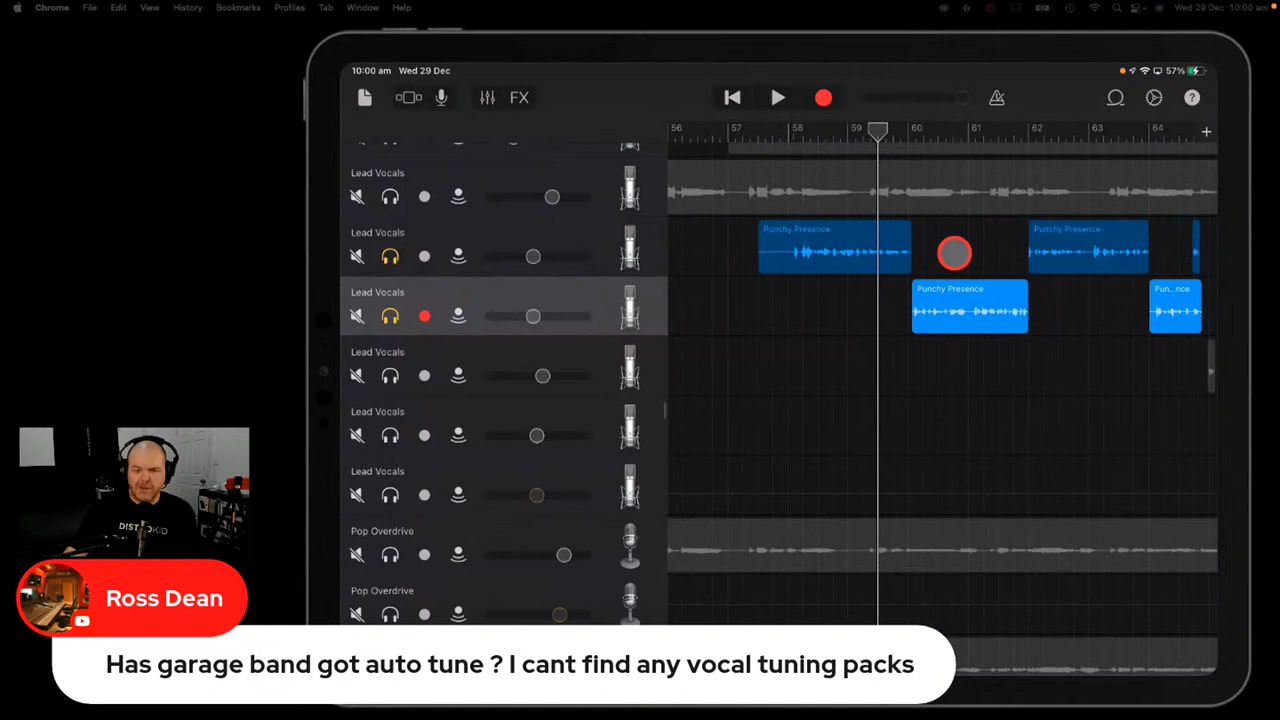 Chrome File Edit View History Bookmarks Profiles Tab Window Help
Wed 29 Dec 10:00 am
10:00 am Wed 29 Dec
57%
FX
?
56 57 58 59 60 61 62 63 64
+
Lead Vocals
Lead Vocals
Punchy Presence
Punchy Presence
Lead Vocals
Punchy Presence
Pun...nce
Lead Vocals
Lead Vocals
Lead Vocals
Pop Overdrive
Pop Overdrive
Ross Dean
Has garage band got auto tune ? I cant find any vocal tuning packs